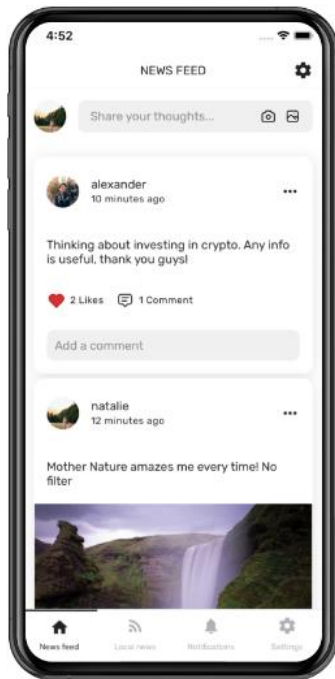 4:52
NEWS FEED
Share your thoughts...
alexander
10 minutes ago
Thinking about investing in crypto. Any info
is useful, thank you guys!
2 Likes 1 Comment
Add a comment
natalie
12 minutes ago
Mother Nature amazes me every time! No
filter
News feed Local news Notifications Settings